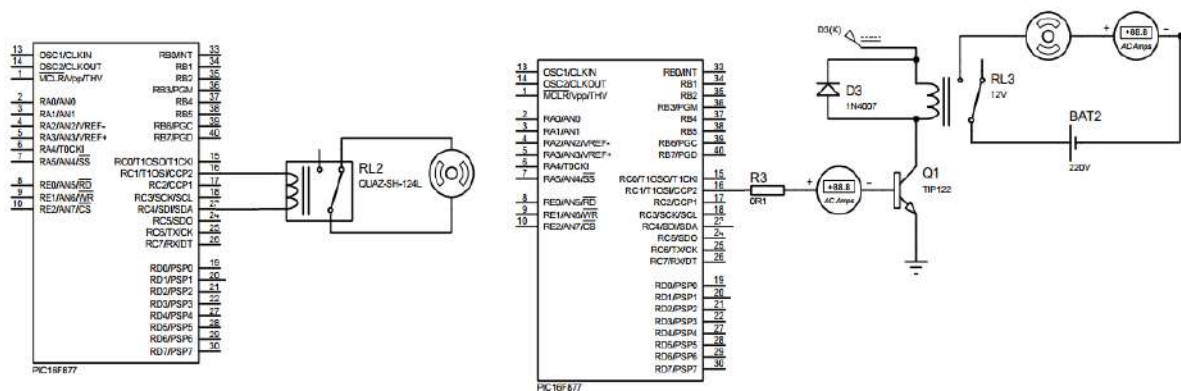 13 OSC1/CLKIN RB0/INT 33
14 OSC2/CLKOUT RB1 34
1 MCLR/Vpp/THV RB2 35
RB3/PGM 36
2 RA0/AN0 RB4 37
3 RA1/AN1 RB5 38
4 RA2/AN2/VREF- RB6/PGC 39
5 RA3/AN3/VREF+ RB7/PGD 40
6 RA4/T0CKI
7 RA5/AN4/SS RC0/T1OSO/T1CKI 15
RC1/T1OSI/CCP2 16
8 RE0/AN5/RD RC2/CCP1 17
9 RE1/AN6/WR RC3/SCK/SCL 18
10 RE2/AN7/CS RC4/SDI/SDA 23
RC5/SDO 24
RC6/TX/CK 25
RC7/RX/DT 26
RD0/PSP0 19
RD1/PSP1 20
RD2/PSP2 21
RD3/PSP3 22
RD4/PSP4 27
RD5/PSP5 28
RD6/PSP6 29
RD7/PSP7 30
PIC16F877
RL2
QUAZ-SH-124L
13 OSC1/CLKIN RB0/INT 33
14 OSC2/CLKOUT RB1 34
1 MCLR/Vpp/THV RB2 35
RB3/PGM 36
2 RA0/AN0 RB4 37
3 RA1/AN1 RB5 38
4 RA2/AN2/VREF- RB6/PGC 39
5 RA3/AN3/VREF+ RB7/PGD 40
6 RA4/T0CKI
7 RA5/AN4/SS RC0/T1OSO/T1CKI 15
RC1/T1OSI/CCP2 16
8 RE0/AN5/RD RC2/CCP1 17
9 RE1/AN6/WR RC3/SCK/SCL 18
10 RE2/AN7/CS RC4/SDI/SDA 23
RC5/SDO 24
RC6/TX/CK 25
RC7/RX/DT 26
RD0/PSP0 19
RD1/PSP1 20
RD2/PSP2 21
RD3/PSP3 22
RD4/PSP4 27
RD5/PSP5 28
RD6/PSP6 29
RD7/PSP7 30
PIC16F877
R3
0R1
+ +88.8 -
AC Amps
D3(K)
D3
1N4007
Q1
TIP122
RL3
12V
+ +88.8 -
AC Amps
BAT2
220V